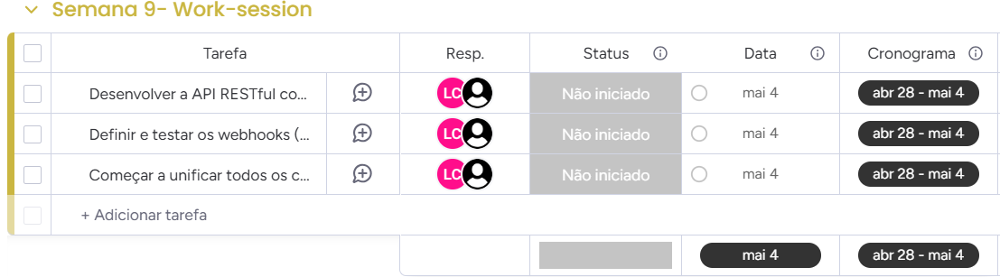 Semana 9- Work-session
Tarefa Resp. Status Data Cronograma
Desenvolver a API RESTful co... LC Não iniciado mai 4 abr 28 - mai 4
Definir e testar os webhooks (... LC Não iniciado mai 4 abr 28 - mai 4
Começar a unificar todos os c... LC Não iniciado mai 4 abr 28 - mai 4
+ Adicionar tarefa
mai 4 abr 28 - mai 4